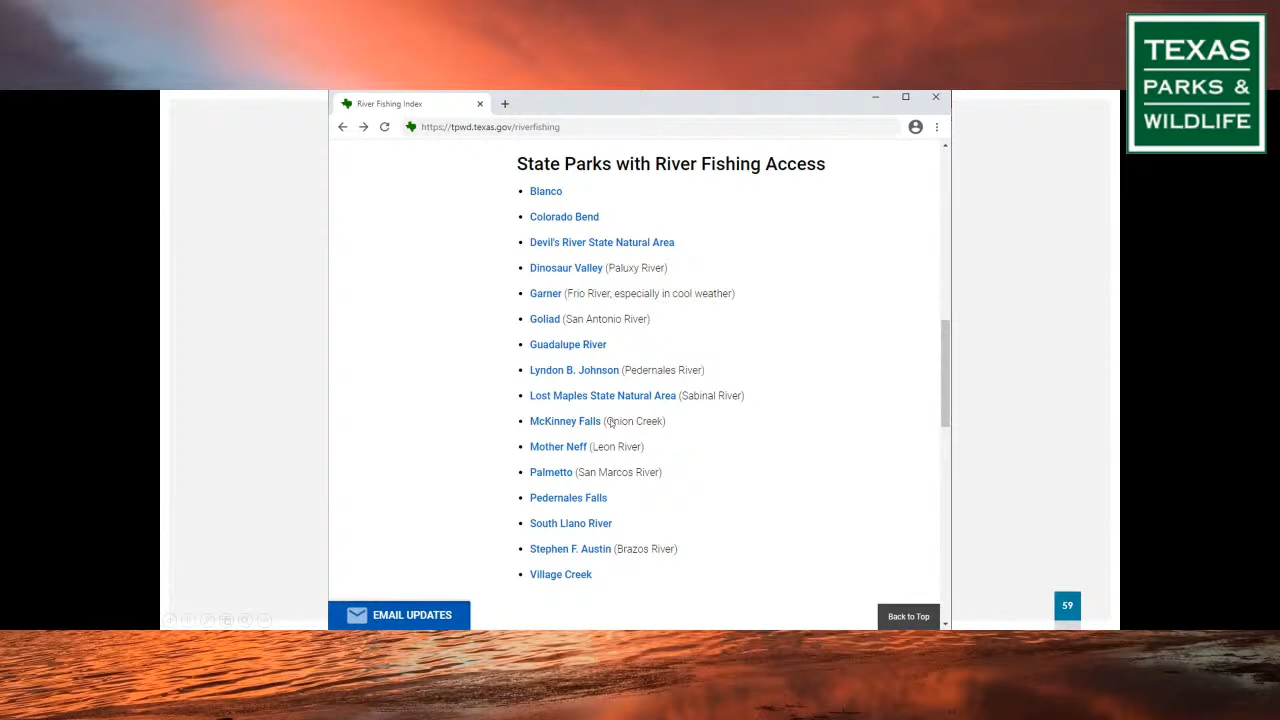 TEXAS
PARKS &
WILDLIFE
River Fishing Index
https://tpwd.texas.gov/riverfishing
State Parks with River Fishing Access
Blanco
Colorado Bend
Devil's River State Natural Area
Dinosaur Valley (Paluxy River)
Garner (Frio River, especially in cool weather)
Goliad (San Antonio River)
Guadalupe River
Lyndon B. Johnson (Pedernales River)
Lost Maples State Natural Area (Sabinal River)
McKinney Falls (Onion Creek)
Mother Neff (Leon River)
Palmetto (San Marcos River)
Pedernales Falls
South Llano River
Stephen F. Austin (Brazos River)
Village Creek
EMAIL UPDATES
Back to Top
59